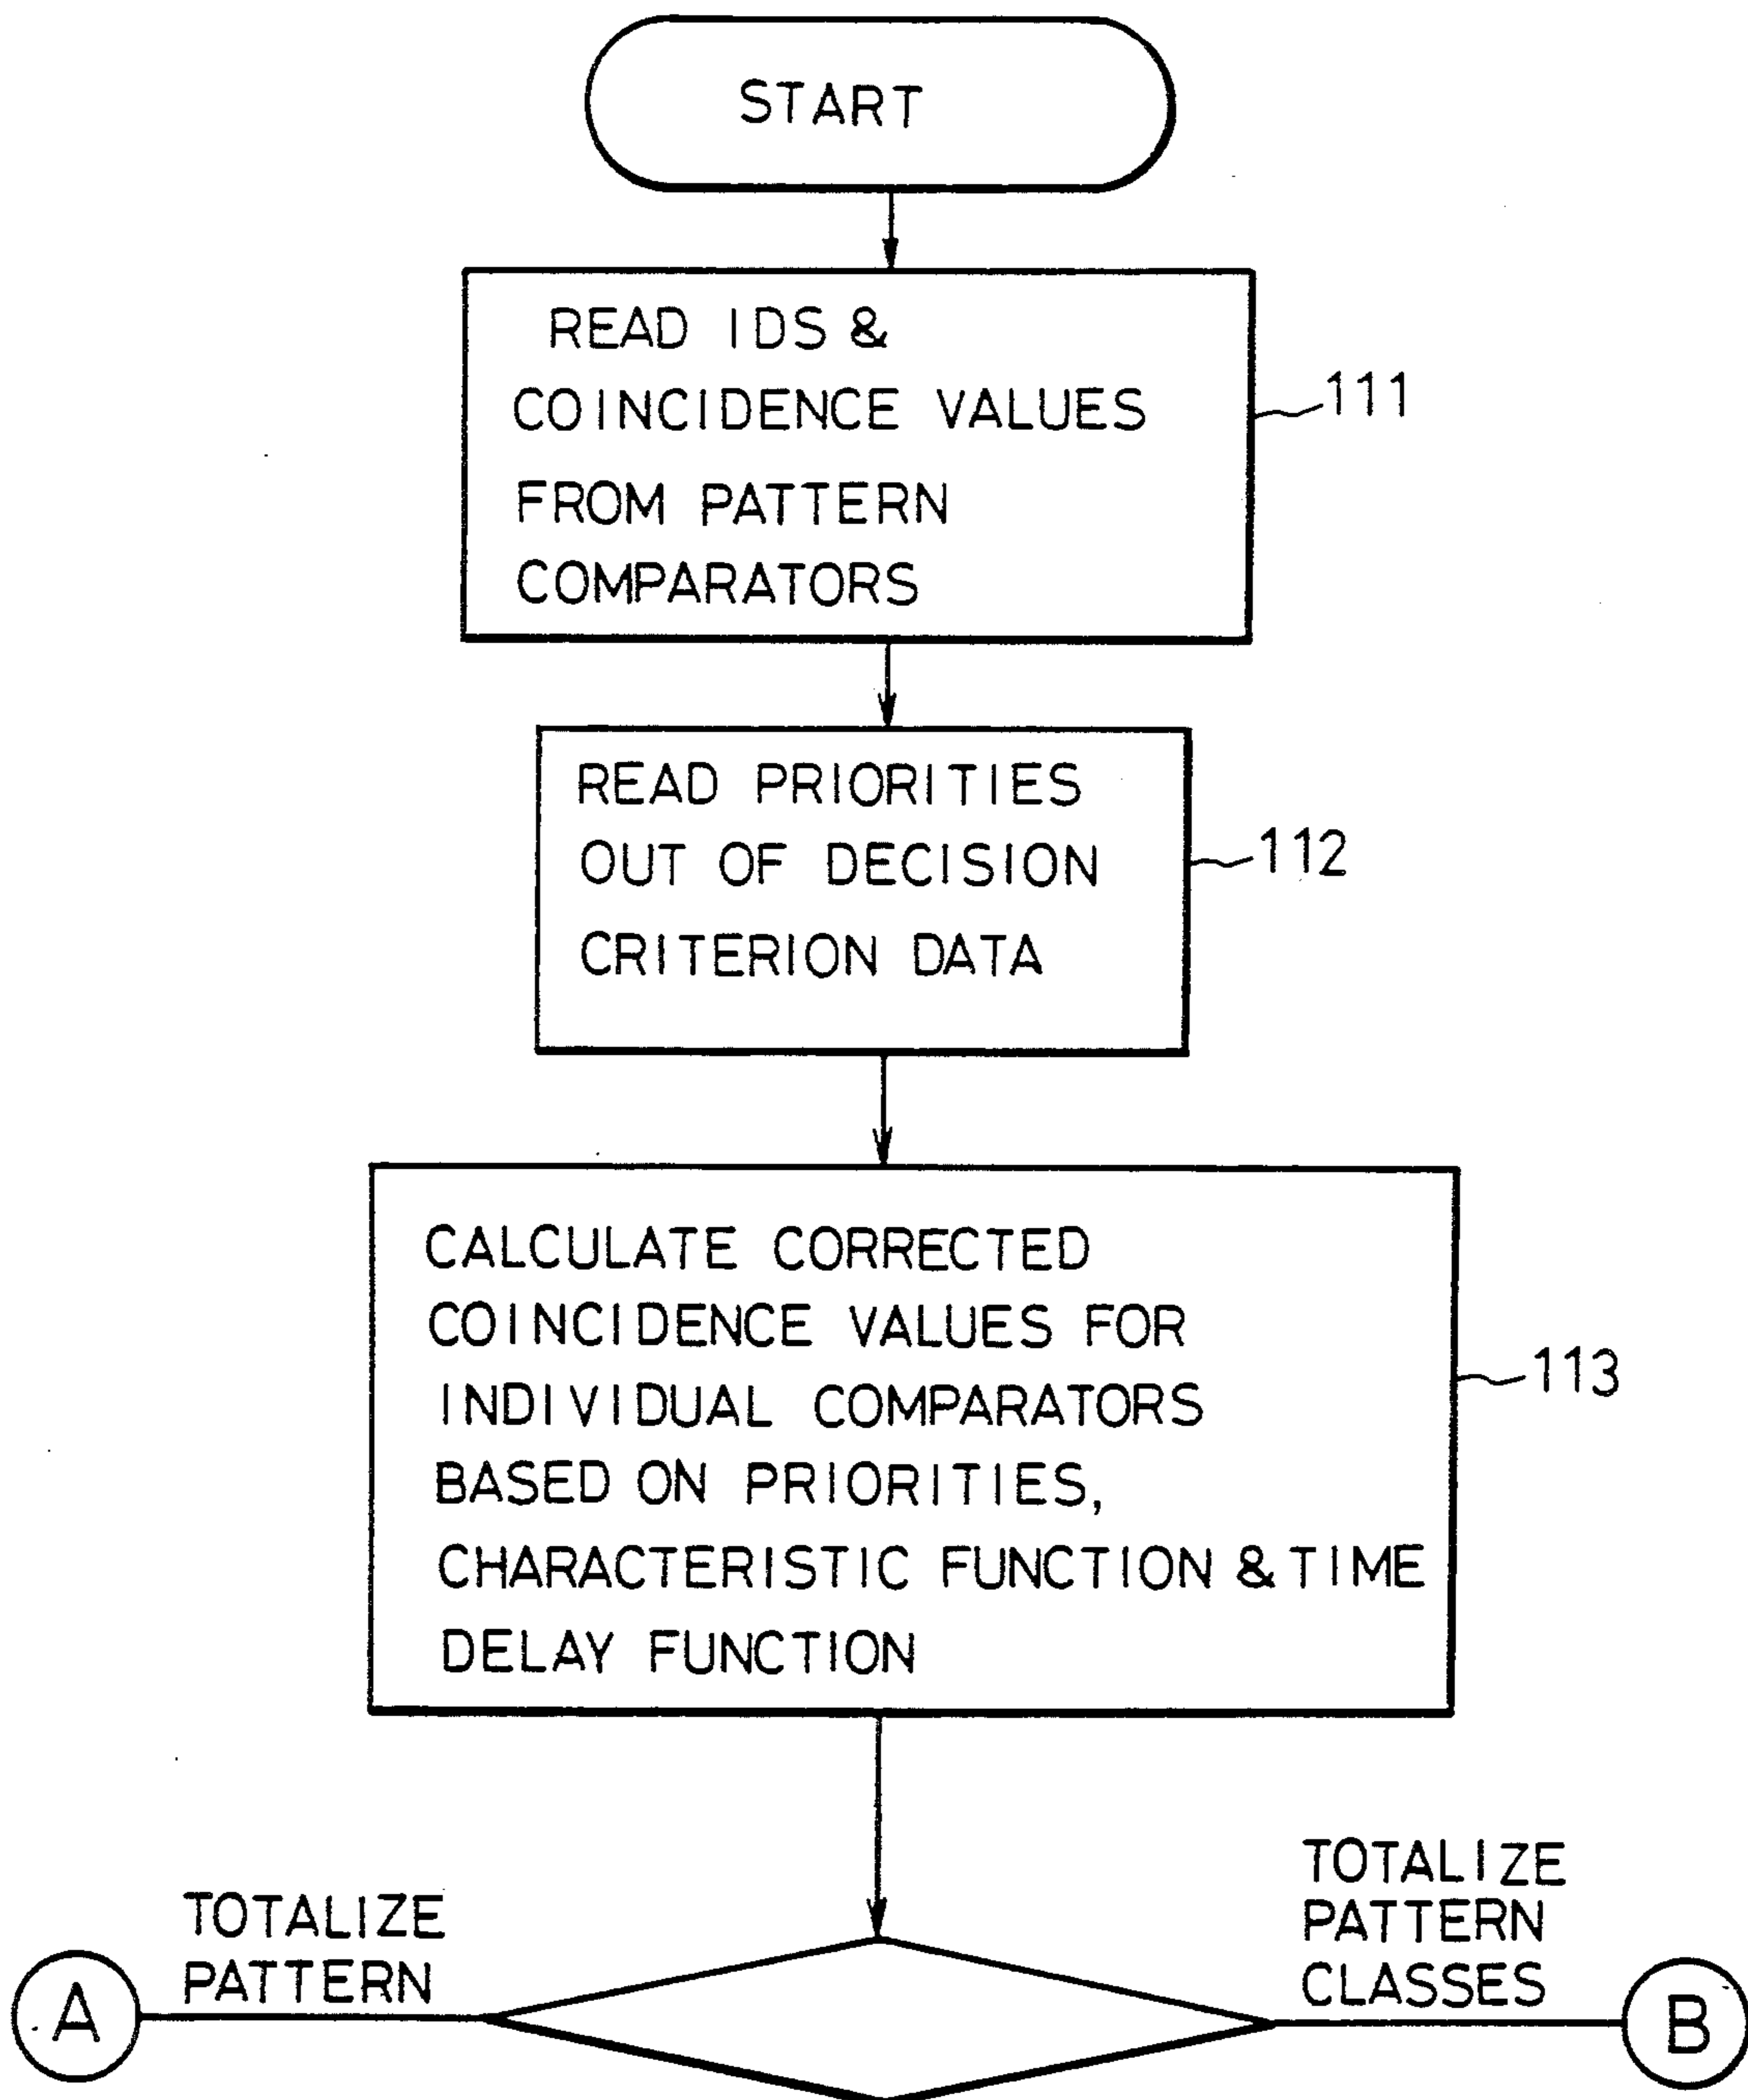 START
READ IDS &
COINCIDENCE VALUES
FROM PATTERN
COMPARATORS
111
READ PRIORITIES
OUT OF DECISION
CRITERION DATA
112
CALCULATE CORRECTED
COINCIDENCE VALUES FOR
INDIVIDUAL COMPARATORS
BASED ON PRIORITIES,
CHARACTERISTIC FUNCTION & TIME
DELAY FUNCTION
113
TOTALIZE
PATTERN
A
TOTALIZE
PATTERN
CLASSES
B